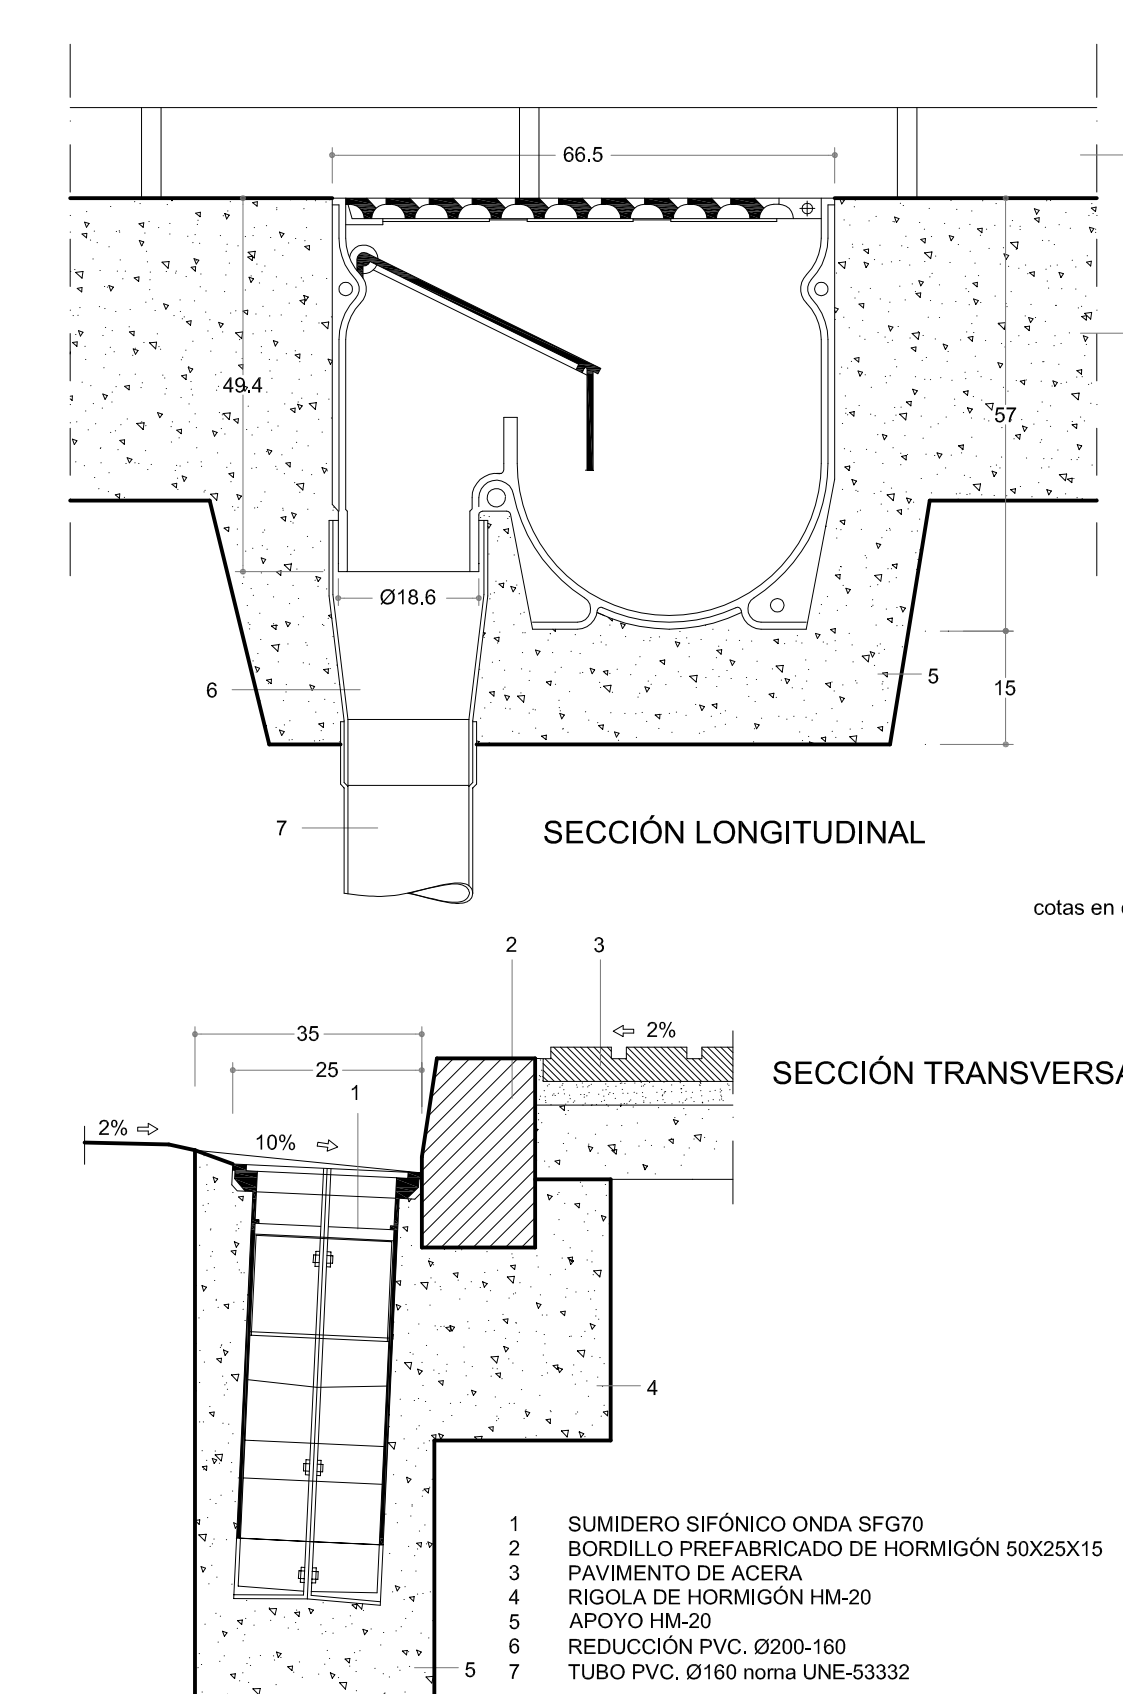 66.5
49.4
57
Ø18.6
6
5
15
7
SECCIÓN LONGITUDINAL
cotas en
2
3
35
2%
25
SECCIÓN TRANSVERSA
1
2%
10%
4
1 SUMIDERO SIFÓNICO ONDA SFG70
2 BORDILLO PREFABRICADO DE HORMIGÓN 50X25X15
3 PAVIMENTO DE ACERA
4 RIGOLA DE HORMIGÓN HM-20
5 APOYO HM-20
6 REDUCCIÓN PVC. Ø200-160
5
7 TUBO PVC. Ø160 norna UNE-53332